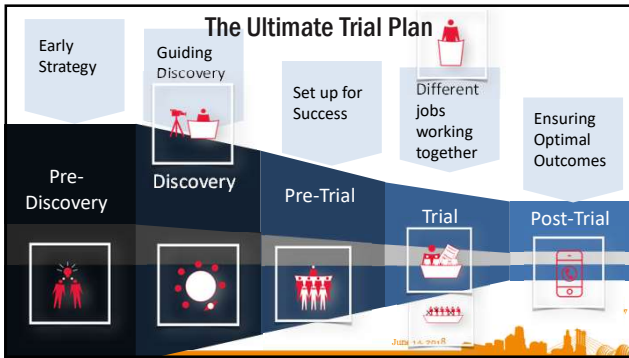 The Ultimate Trial Plan
Early
Strategy
Guiding
Discovery
Set up for
Success
Different
jobs
working
together
Ensuring
Optimal
Outcomes
Pre-
Discovery
Discovery
Pre-Trial
Trial
Post-Trial